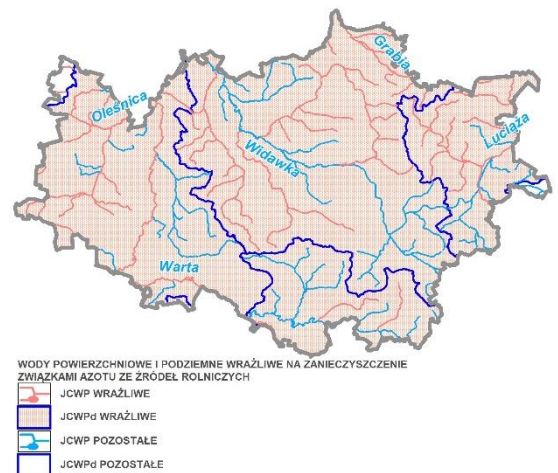 Grabia
Oleśnica
Luciąża
Widawka
Warta
WODY POWIERZCHNIOWE I PODZIEMNE WRAŻLIWE NA ZANIECZYSZCZENIE
ZWIĄZKAMI AZOTU ZE ŹRÓDEŁ ROLNICZYCH
JCWP WRAŻLIWE
JCWPd WRAŻLIWE
JCWP POZOSTAŁE
JCWPd POZOSTAŁE